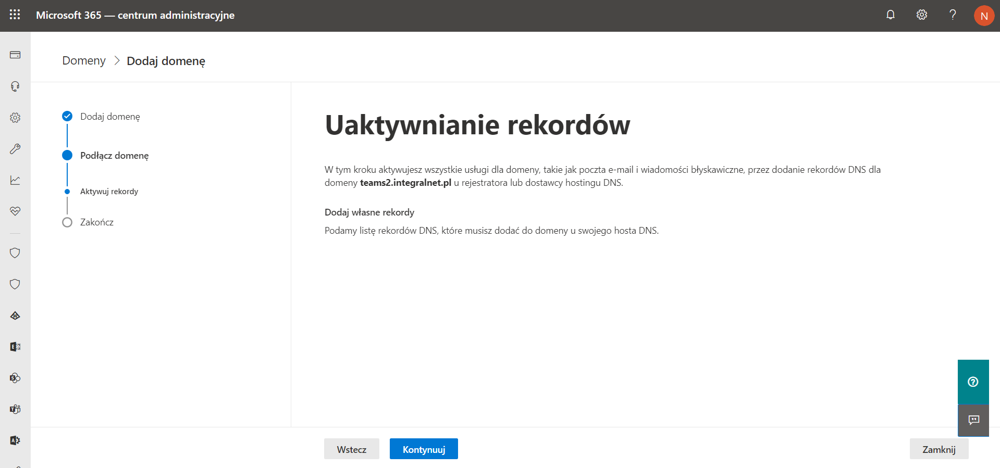 Microsoft 365 — centrum administracyjne
N
Domeny > Dodaj domenę
Dodaj domenę
Podłącz domenę
Aktywuj rekordy
Zakończ
Uaktywnianie rekordów
W tym kroku aktywujesz wszystkie usługi dla domeny, takie jak poczta e-mail i wiadomości błyskawiczne, przez dodanie rekordów DNS dla
domeny teams2.integralnet.pl u rejestratora lub dostawcy hostingu DNS.
Dodaj własne rekordy
Podamy listę rekordów DNS, które musisz dodać do domeny u swojego hosta DNS.
Wstecz
Kontynuuj
Zamknij